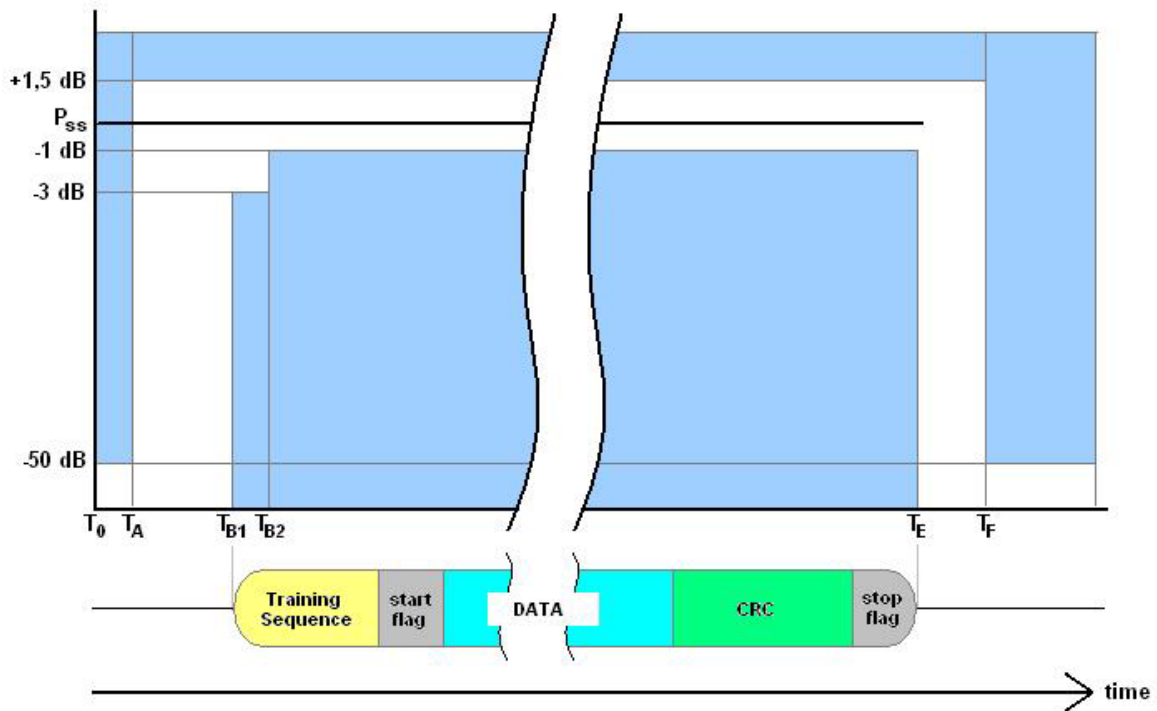 +1,5 dB
Pss
-1 dB
-3 dB
-50 dB
T0 TA TB1 TB2 TE TF
Training
Sequence
start
flag
DATA
CRC
stop
flag
time